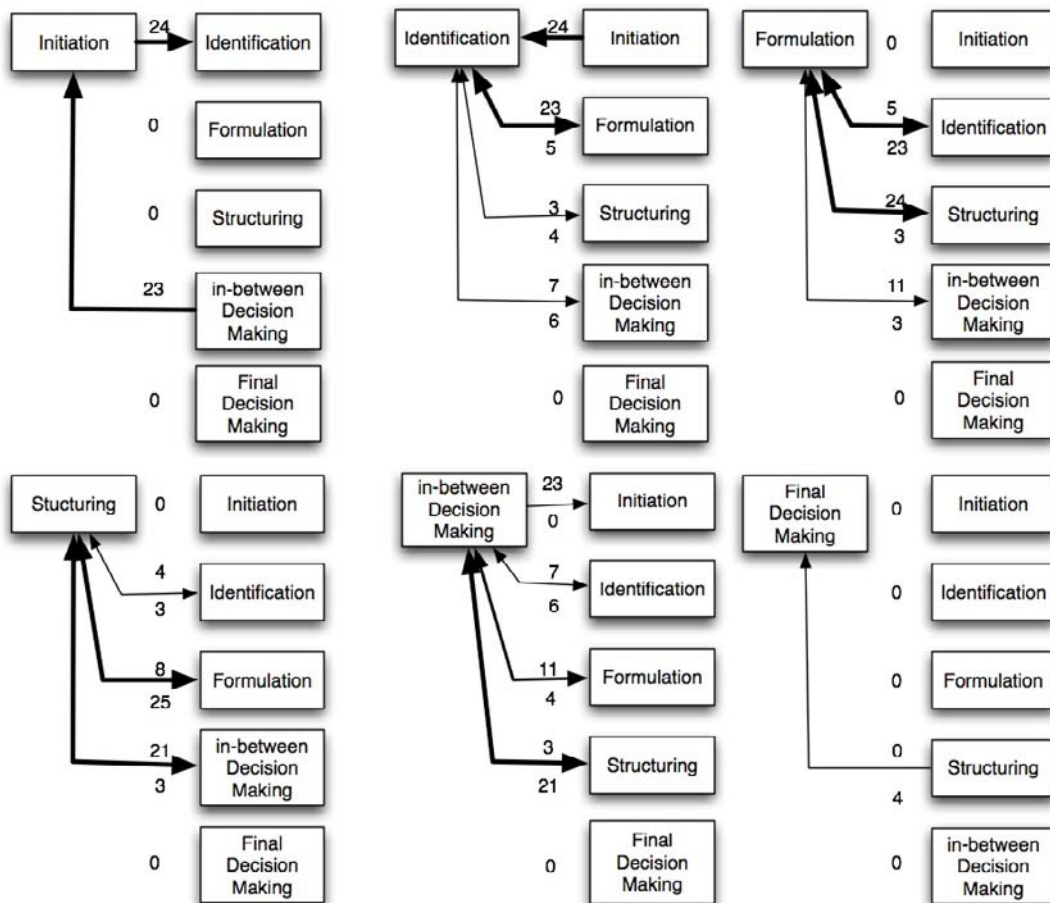 Initiation
24
Identification
0
Formulation
0
Structuring
23
in-between
Decision
Making
0
Final
Decision
Making
Identification
24
Initiation
23
Formulation
5
3
Structuring
4
7
in-between
Decision
Making
6
0
Final
Decision
Making
Formulation
0
Initiation
5
Identification
23
24
Structuring
3
11
in-between
Decision
Making
3
0
Final
Decision
Making
Stucturing
0
Initiation
4
Identification
3
8
Formulation
25
21
in-between
Decision
Making
3
0
Final
Decision
Making
in-between
Decision
Making
23
Initiation
0
7
Identification
6
11
Formulation
4
3
Structuring
21
0
Final
Decision
Making
Final
Decision
Making
0
Initiation
0
Identification
0
Formulation
0
Structuring
4
0
in-between
Decision
Making